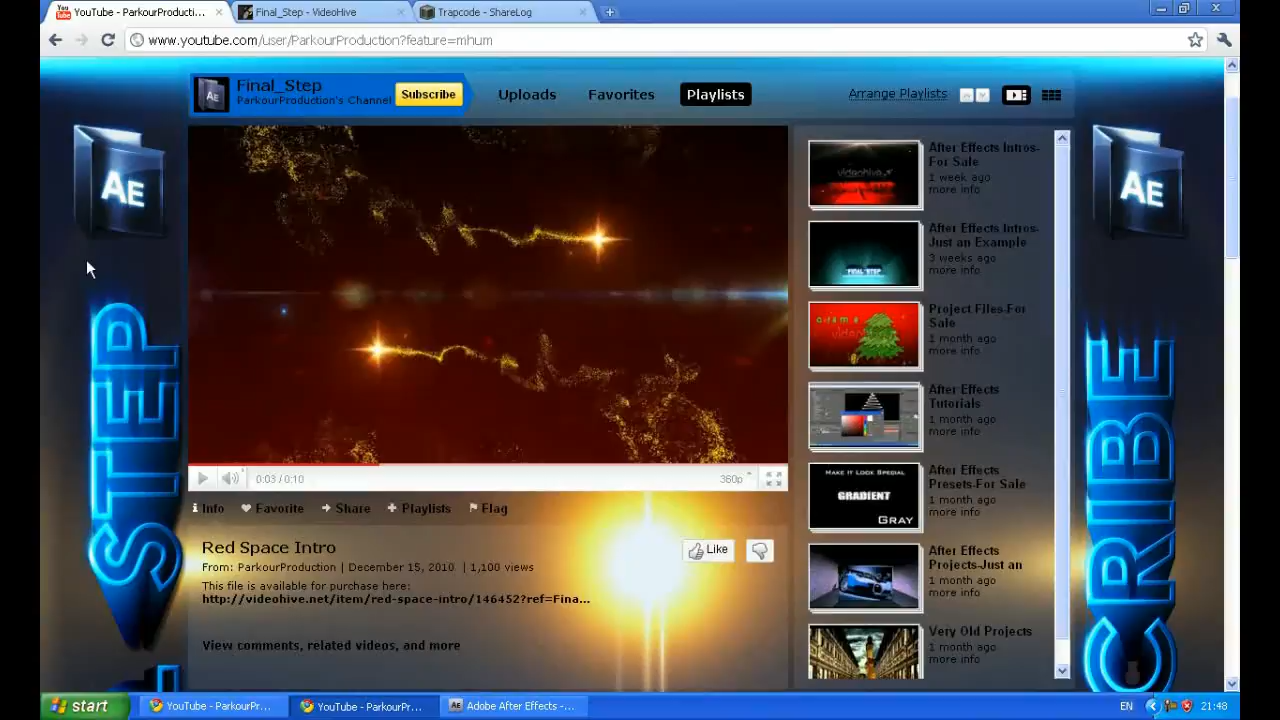 YouTube - ParkourProducti...
Final_Step - VideoHive
Trapcode - ShareLog
www.youtube.com/user/ParkourProduction?feature=mhum
Final_Step
ParkourProduction's Channel
Subscribe
Uploads
Favorites
Playlists
Arrange Playlists
AE
AE
STEP
CRIBE
videohive
After Effects Intros-
For Sale
1 week ago
more info
FINAL STEP
After Effects Intros-
Just an Example
3 weeks ago
more info
Project Files-For
Sale
1 month ago
more info
After Effects
Tutorials
1 month ago
more info
MAKE IT LOOK SPECIAL
GRADIENT
GRAY
After Effects
Presets-For Sale
1 month ago
more info
After Effects
Projects-Just an
1 month ago
more info
Very Old Projects
1 month ago
more info
0:03 / 0:10
360p
Info
Favorite
Share
Playlists
Flag
Red Space Intro
Like
From: ParkourProduction | December 15, 2010 | 1,100 views
This file is available for purchase here:
http://videohive.net/item/red-space-intro/146452?ref=Fina...
View comments, related videos, and more
start
YouTube - ParkourPr...
YouTube - ParkourPr...
Adobe After Effects -...
EN
21:48